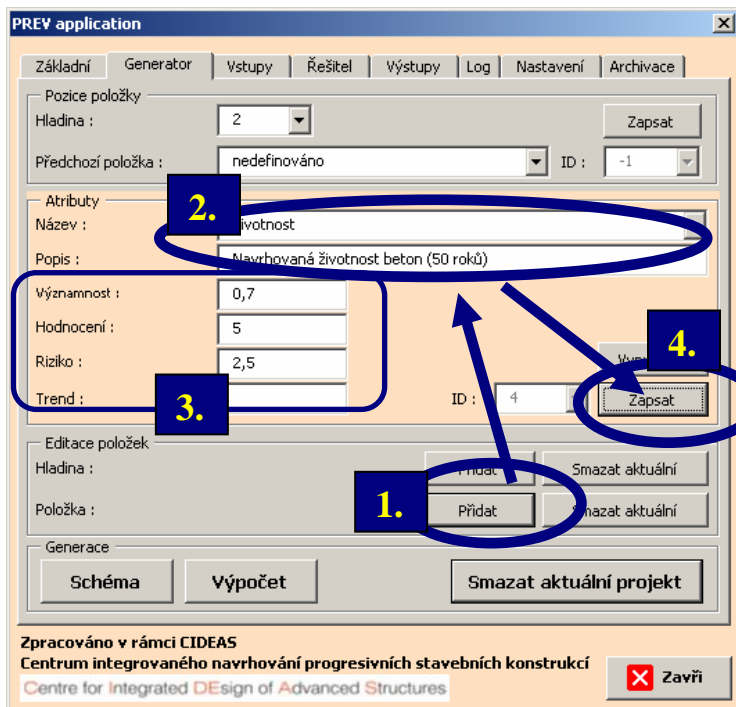 PREV application
Základní Generator Vstupy Řešitel Výstupy Log Nastavení Archivace
Pozice položky
Hladina : 2 Zapsat
Předchozí položka : nedefinováno ID : -1
Atributy
2.
Název : životnost
Popis : Navrhovaná životnost beton (50 roků)
Významnost : 0,7
Hodnocení : 5
4.
Riziko : 2,5
Trend : ID : 4 Zapsat
3.
Editace položek
Hladina : Přidat Smazat aktuální
1.
Položka : Přidat Smazat aktuální
Generace
Schéma Výpočet Smazat aktuální projekt
Zpracováno v rámci CIDEAS
Centrum integrovaného navrhování progresivních stavebních konstrukcí
Centre for Integrated DEsign of Advanced Structures
Zavři